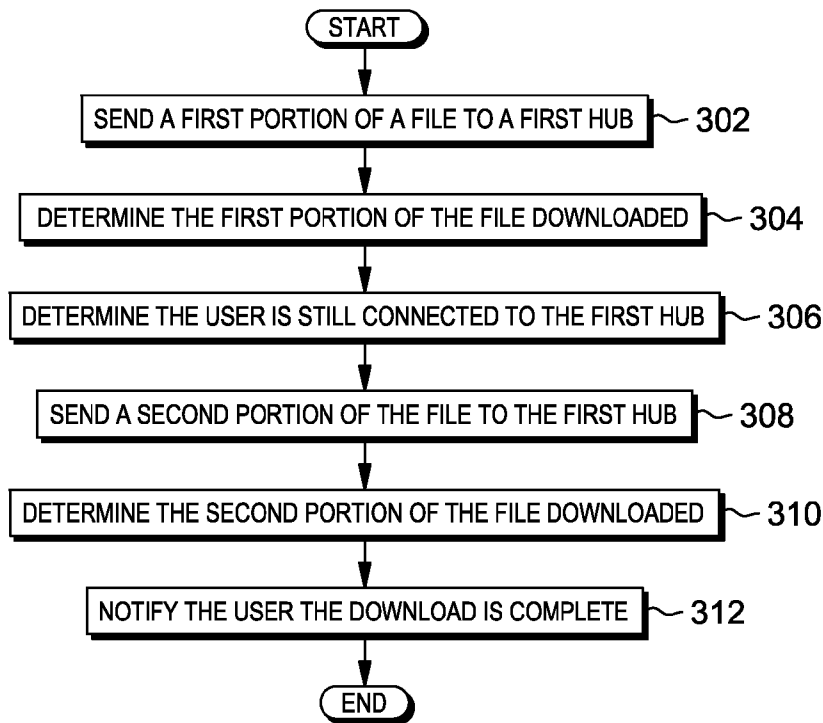 START
SEND A FIRST PORTION OF A FILE TO A FIRST HUB 302
DETERMINE THE FIRST PORTION OF THE FILE DOWNLOADED 304
DETERMINE THE USER IS STILL CONNECTED TO THE FIRST HUB 306
SEND A SECOND PORTION OF THE FILE TO THE FIRST HUB 308
DETERMINE THE SECOND PORTION OF THE FILE DOWNLOADED 310
NOTIFY THE USER THE DOWNLOAD IS COMPLETE 312
END